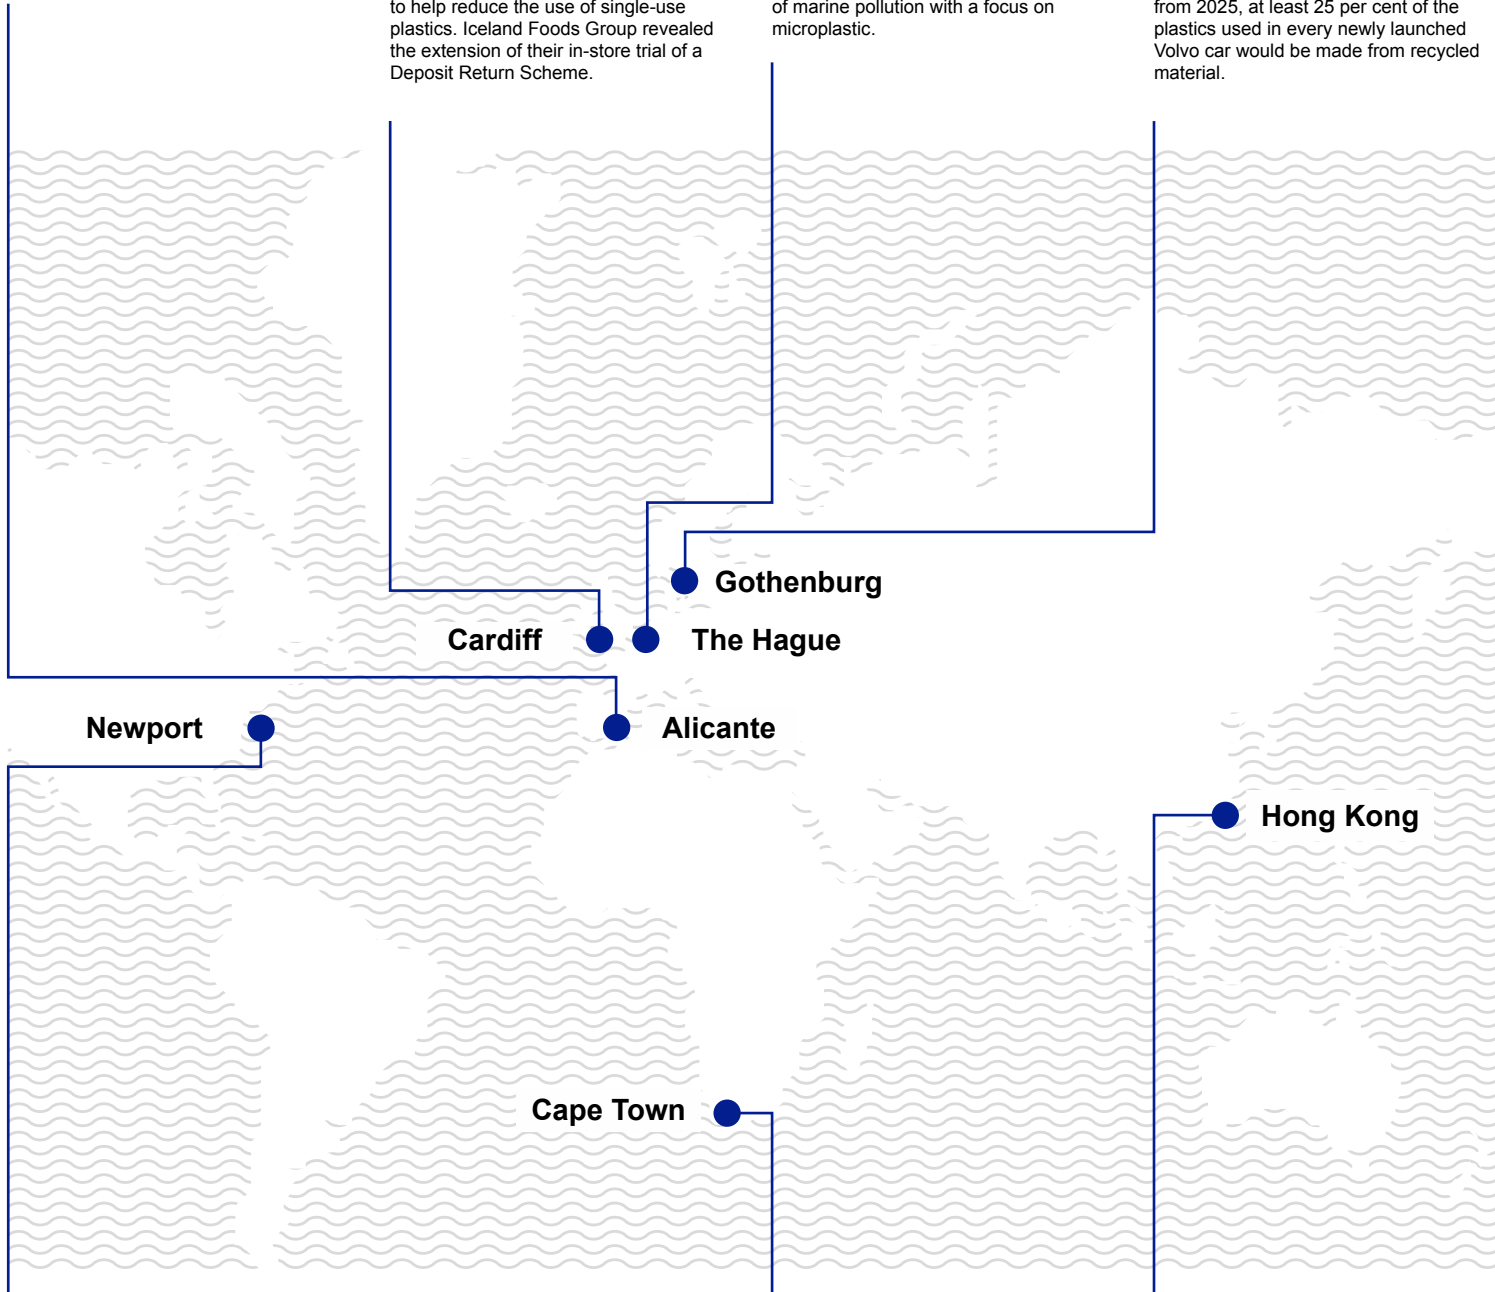 to help reduce the use of single-use
plastics. Iceland Foods Group revealed
the extension of their in-store trial of a
Deposit Return Scheme.
of marine pollution with a focus on
microplastic.
from 2025, at least 25 per cent of the
plastics used in every newly launched
Volvo car would be made from recycled
material.
Gothenburg
Cardiff
The Hague
Newport
Alicante
Hong Kong
Cape Town